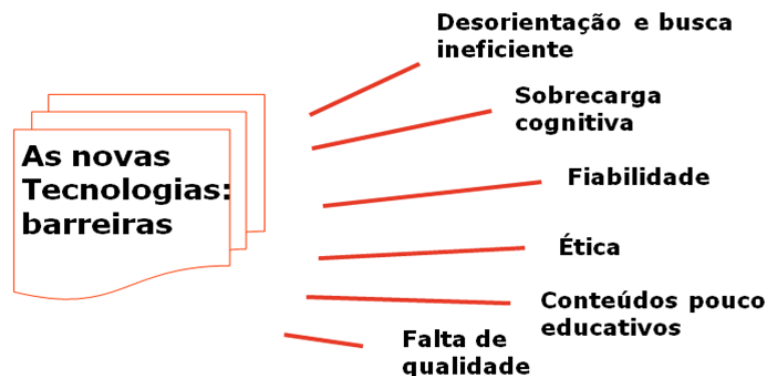 As novas
Tecnologias:
barreiras
Desorientação e busca
ineficiente
Sobrecarga
cognitiva
Fiabilidade
Ética
Conteúdos pouco
educativos
Falta de
qualidade